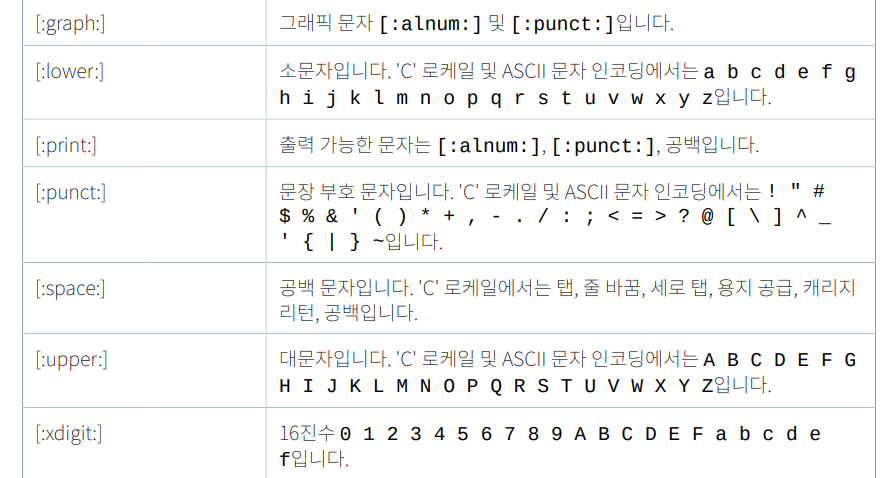 [:graph:] 그래픽 문자 [:alnum:] 및 [:punct:]입니다.
[:lower:] 소문자입니다. 'C' 로케일 및 ASCII 문자 인코딩에서는 a b c d e f g
h i j k l m n o p q r s t u v w x y z입니다.
[:print:] 출력 가능한 문자는 [:alnum:], [:punct:], 공백입니다.
[:punct:] 문장 부호 문자입니다. 'C' 로케일 및 ASCII 문자 인코딩에서는 ! " #
$ % & ' ( ) * + , - . / : ; < = > ? @ [ \ ] ^ _
' { | } ~입니다.
[:space:] 공백 문자입니다. 'C' 로케일에서는 탭, 줄 바꿈, 세로 탭, 용지 공급, 캐리지
리턴, 공백입니다.
[:upper:] 대문자입니다. 'C' 로케일 및 ASCII 문자 인코딩에서는 A B C D E F G
H I J K L M N O P Q R S T U V W X Y Z입니다.
[:xdigit:] 16진수 0 1 2 3 4 5 6 7 8 9 A B C D E F a b c d e
f입니다.